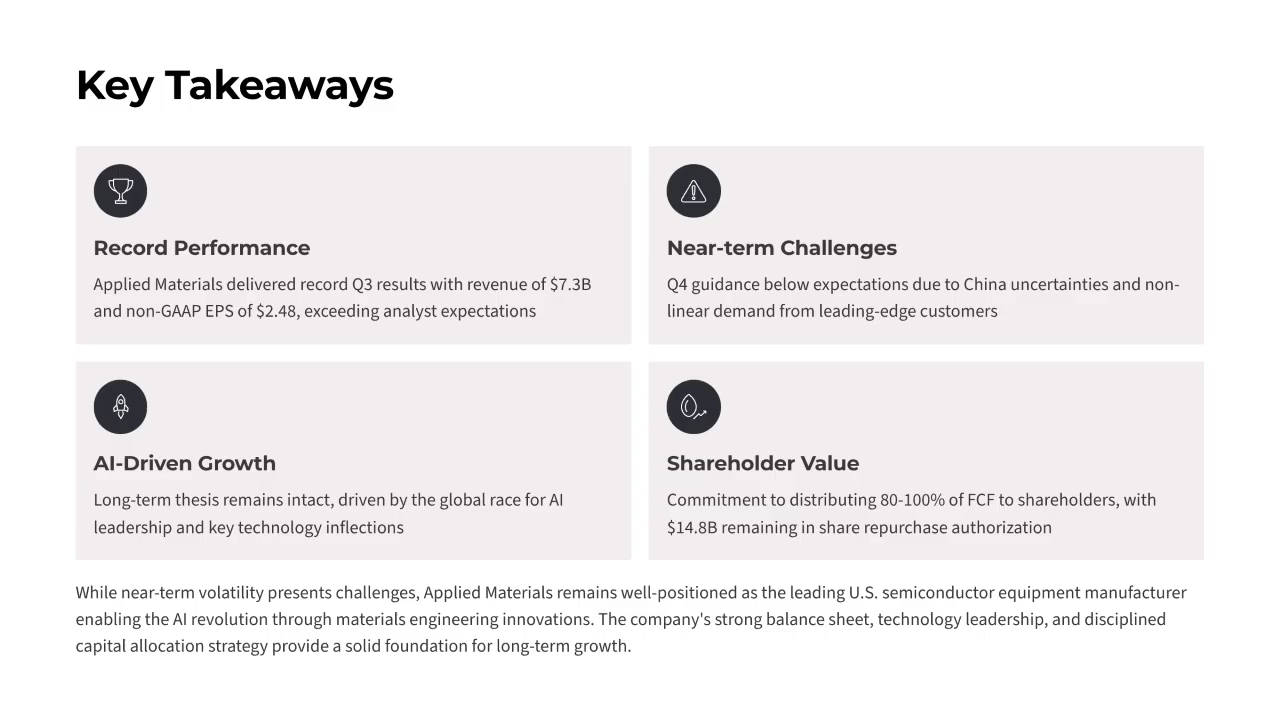 Key Takeaways
Record Performance
Applied Materials delivered record Q3 results with revenue of $7.3B
and non-GAAP EPS of $2.48, exceeding analyst expectations
Near-term Challenges
Q4 guidance below expectations due to China uncertainties and non-
linear demand from leading-edge customers
AI-Driven Growth
Long-term thesis remains intact, driven by the global race for AI
leadership and key technology inflections
Shareholder Value
Commitment to distributing 80-100% of FCF to shareholders, with
$14.8B remaining in share repurchase authorization
While near-term volatility presents challenges, Applied Materials remains well-positioned as the leading U.S. semiconductor equipment manufacturer
enabling the AI revolution through materials engineering innovations. The company's strong balance sheet, technology leadership, and disciplined
capital allocation strategy provide a solid foundation for long-term growth.